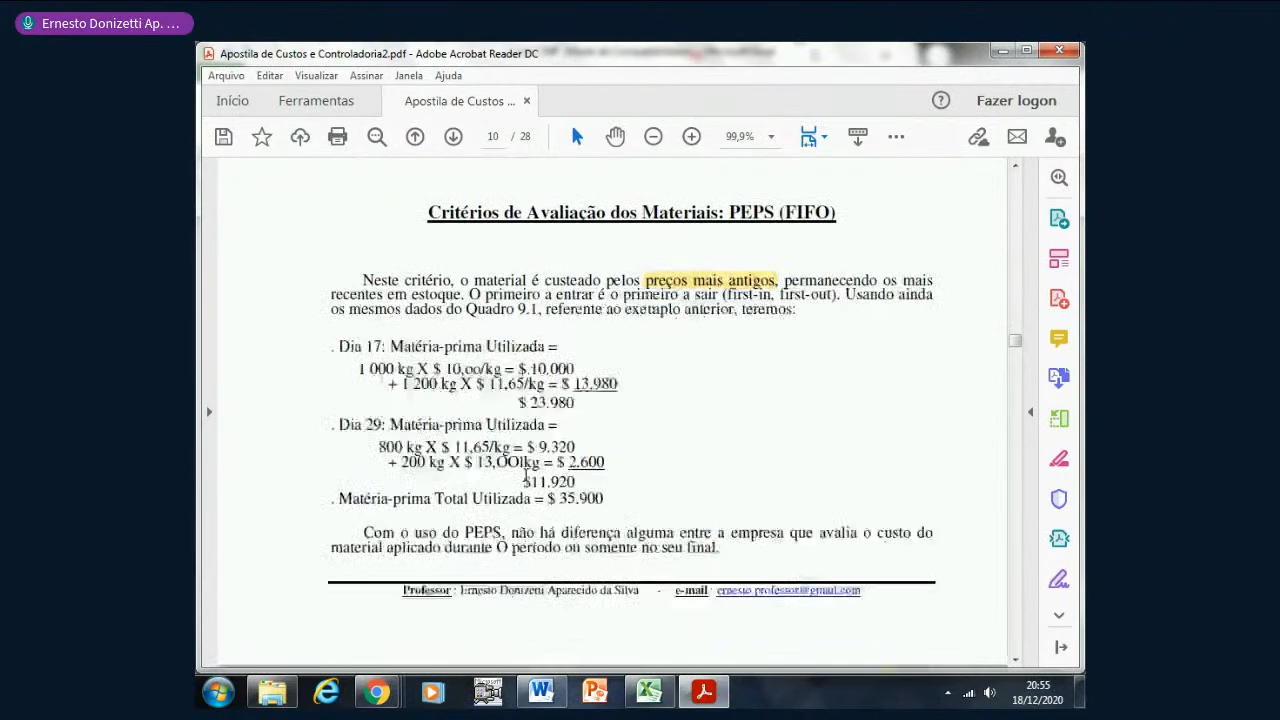 Ernesto Donizetti Ap. ...
Apostila de Custos e Controladoria2.pdf - Adobe Acrobat Reader DC
Arquivo Editar Visualizar Assinar Janela Ajuda
Início Ferramentas Apostila de Custos ... × Fazer logon
10 / 28 99,9%
Critérios de Avaliação dos Materiais: PEPS (FIFO)
Neste critério, o material é custeado pelos preços mais antigos, permanecendo os mais
recentes em estoque. O primeiro a entrar é o primeiro a sair (first-in, first-out). Usando ainda
os mesmos dados do Quadro 9.1, referente ao exemplo anterior, teremos:
. Dia 17: Matéria-prima Utilizada =
1 000 kg X $ 10,oo/kg = $.10.000
+ 1 200 kg X $ 11,65/kg = $ 13.980
$ 23.980
. Dia 29: Matéria-prima Utilizada =
800 kg X $ 11,65/kg = $ 9.320
+ 200 kg X $ 13,OOlkg = $ 2.600
$11.920
. Matéria-prima Total Utilizada = $ 35.900
Com o uso do PEPS, não há diferença alguma entre a empresa que avalia o custo do
material aplicado durante O período ou somente no seu final.
Professor : Ernesto Donizeti Aparecido da Silva - e-mail : ernesto.professor@gmail.com
20:55
18/12/2020